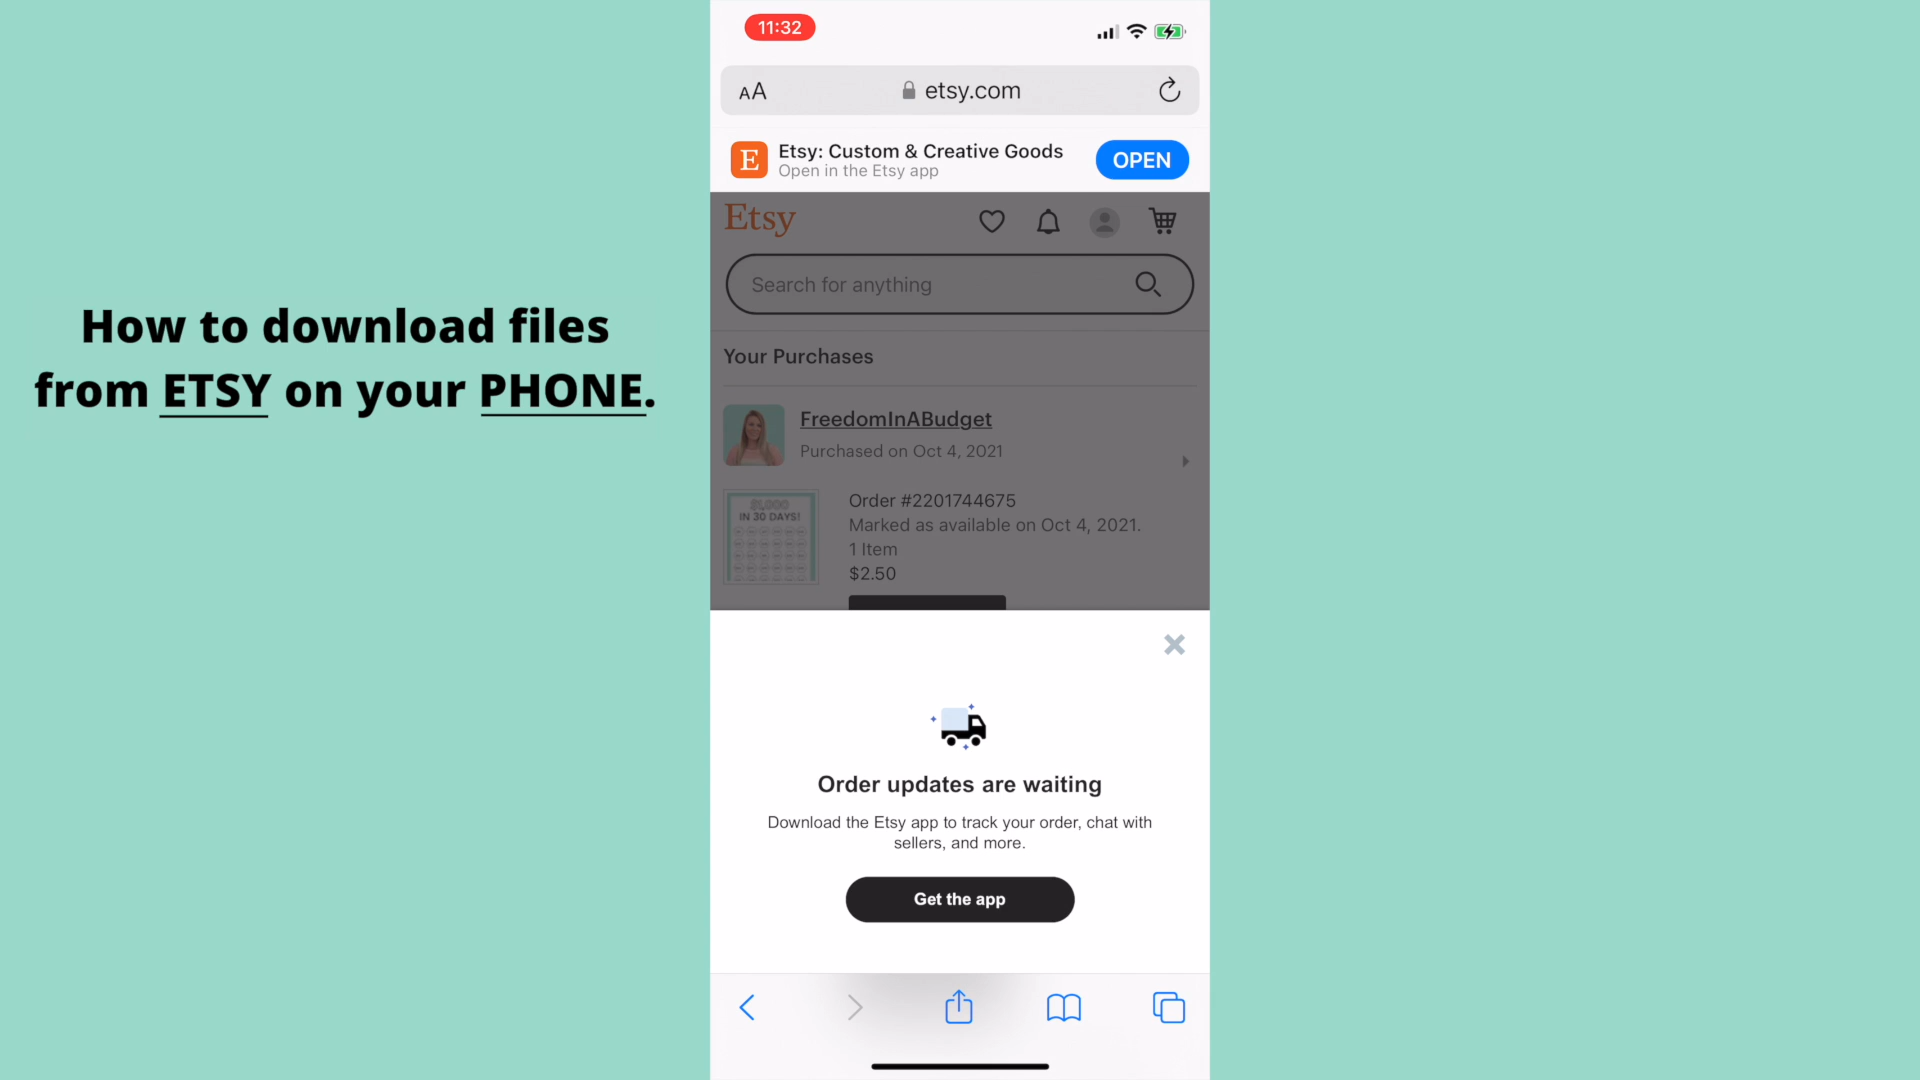 How to download files
from ETSY on your PHONE.
11:32
AA
etsy.com
E
Etsy: Custom & Creative Goods
Open in the Etsy app
OPEN
Etsy
Search for anything
Your Purchases
FreedomInABudget
Purchased on Oct 4, 2021
$1,000
IN 30 DAYS!
Order #2201744675
Marked as available on Oct 4, 2021.
1 Item
$2.50
Order updates are waiting
Download the Etsy app to track your order, chat with
sellers, and more.
Get the app